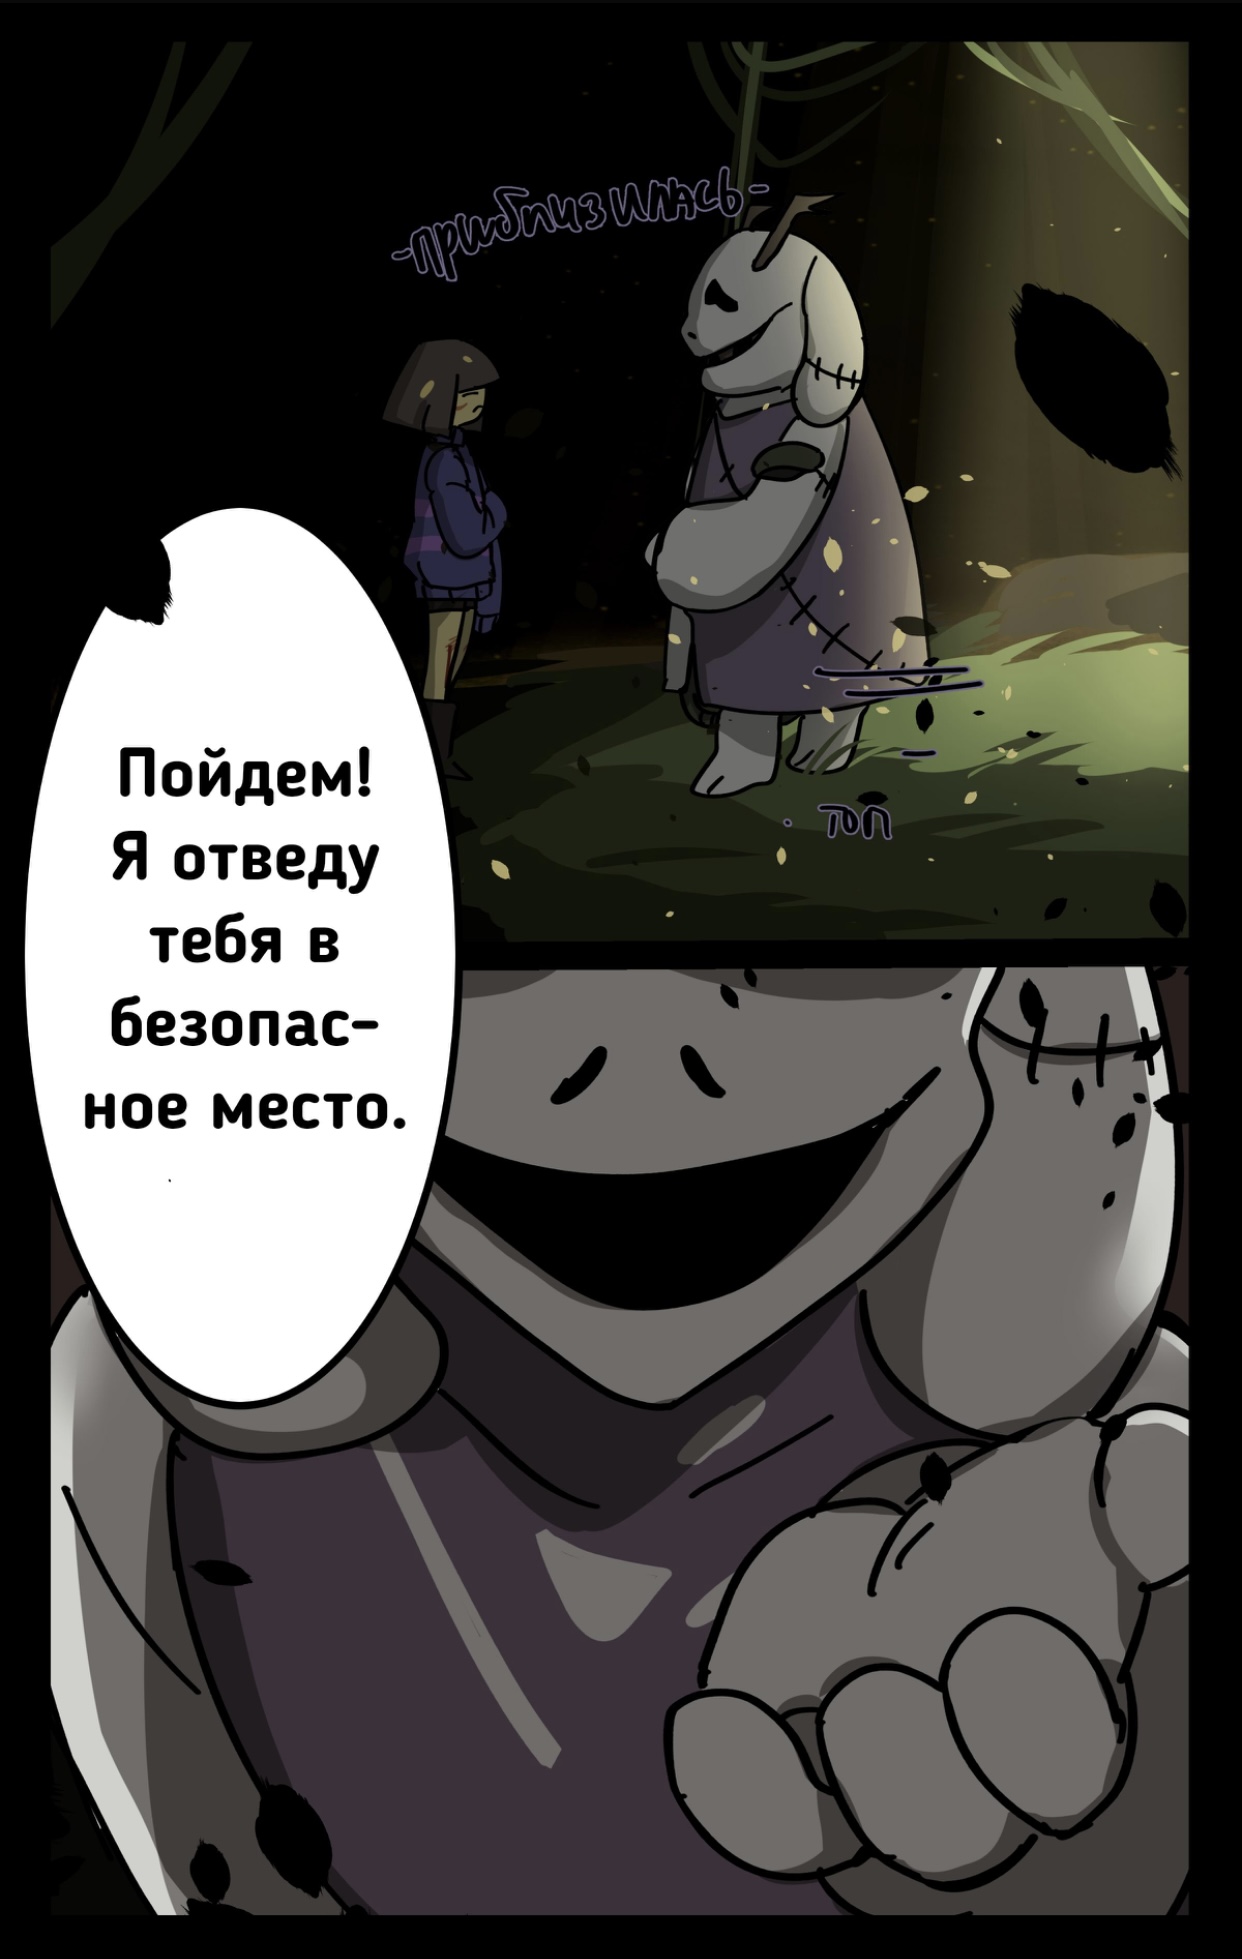 -приблизилась-
топ
Пойдем!
Я отведу
тебя в
безопас-
ное место.